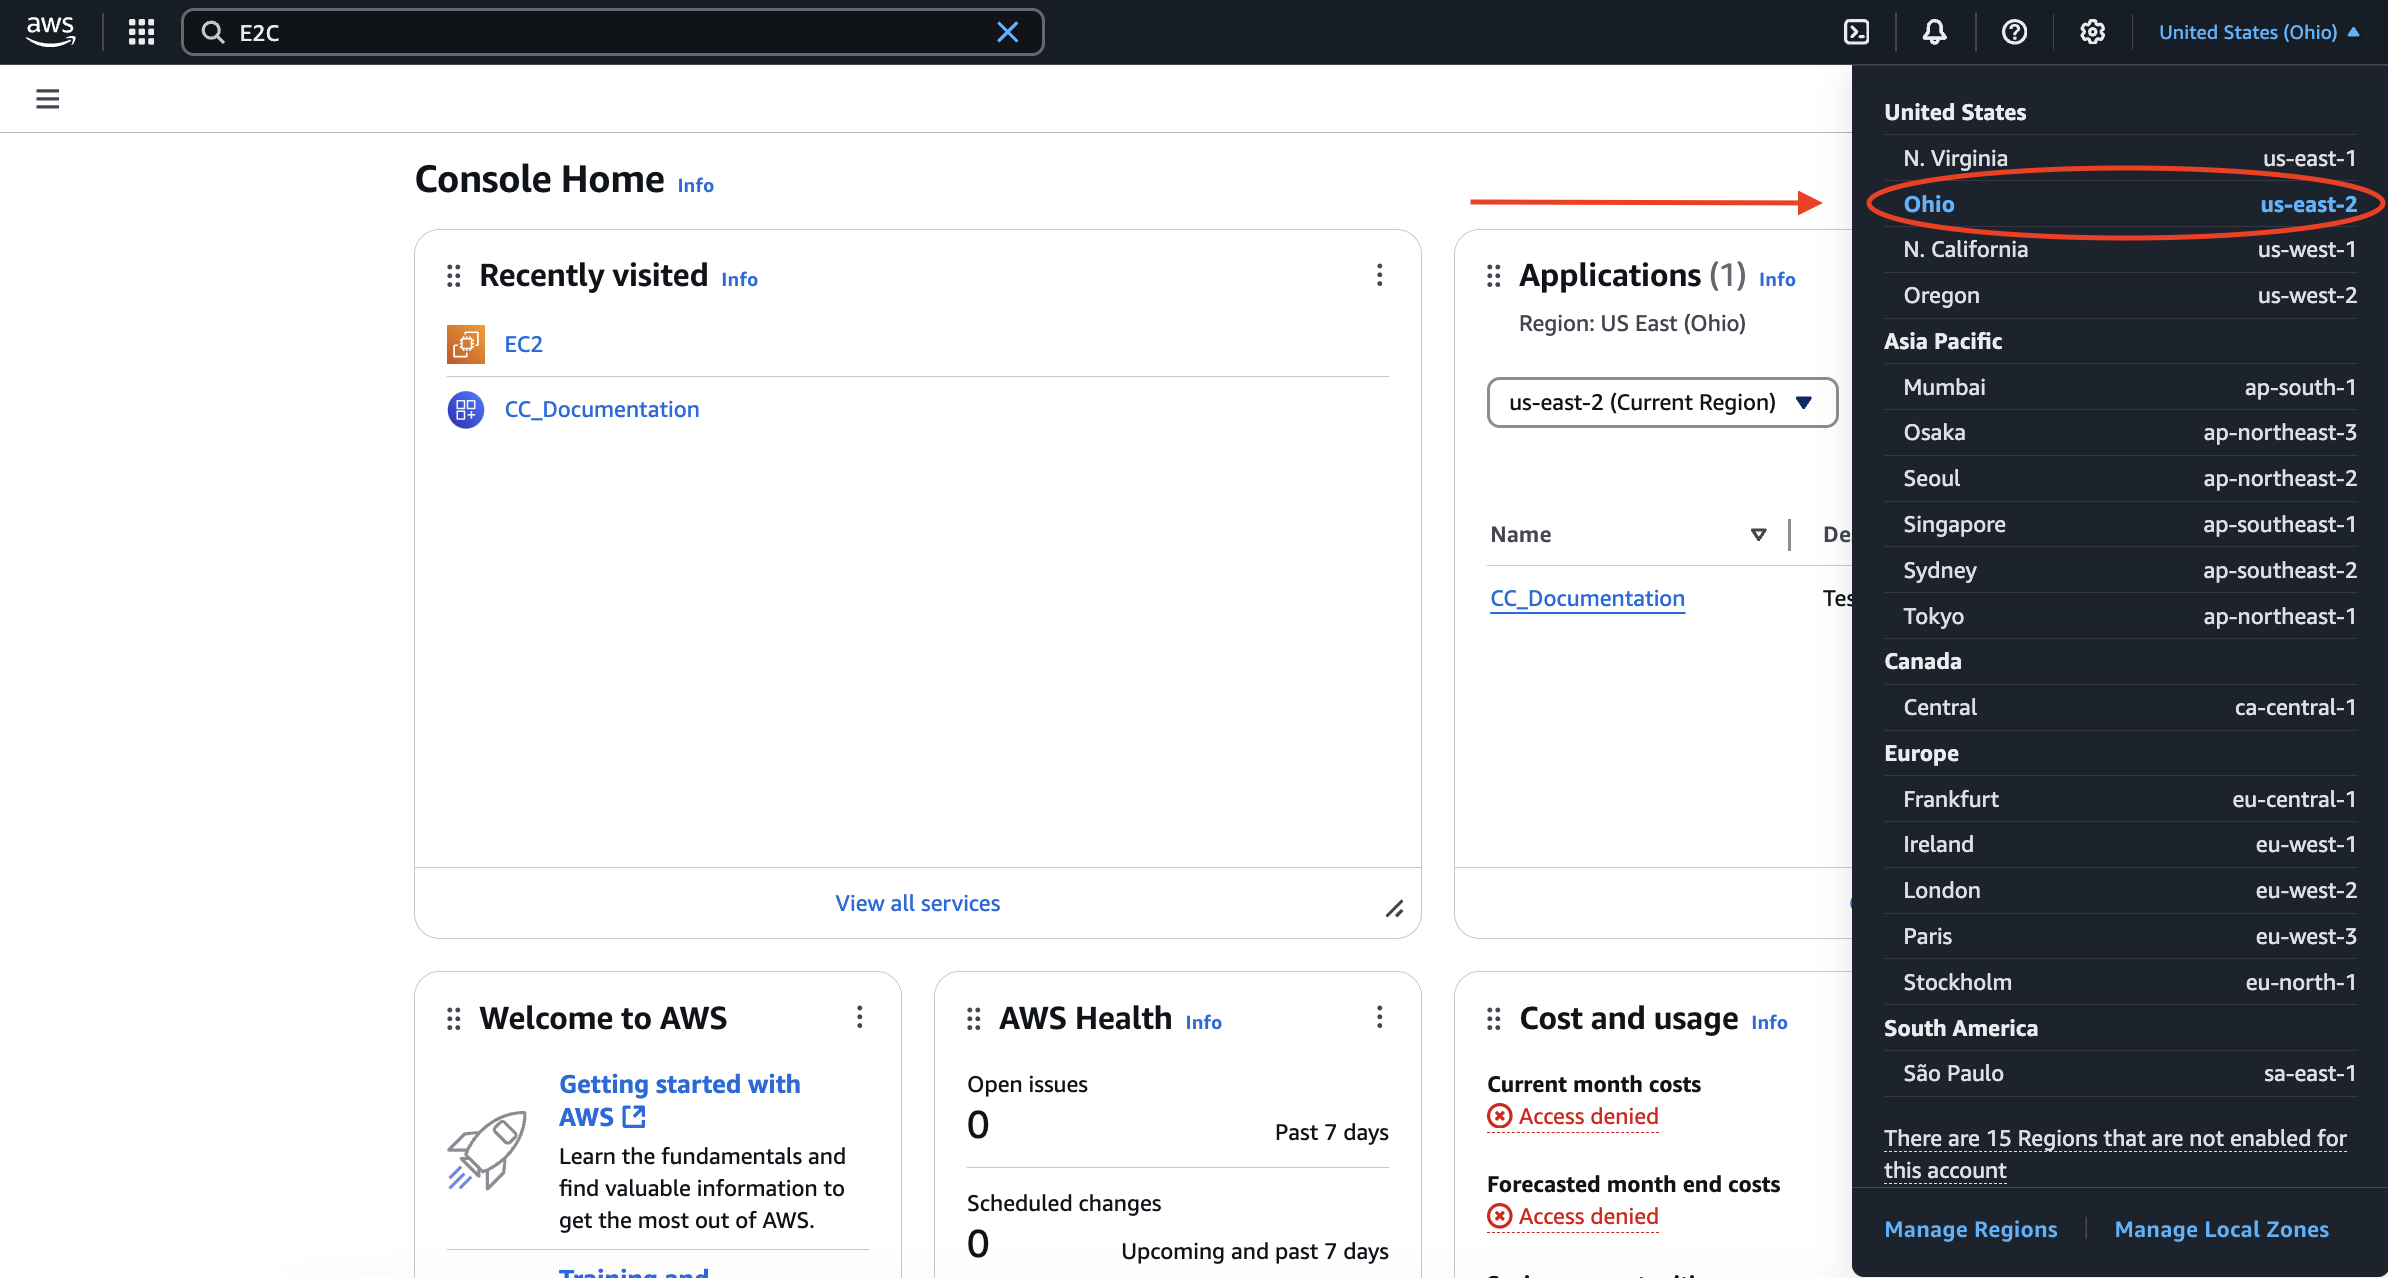 aws
E2C
United States (Ohio)
Console Home Info
Recently visited Info
EC2
CC_Documentation
View all services
Applications (1) Info
Region: US East (Ohio)
us-east-2 (Current Region)
Name
De
CC_Documentation
Tes
Welcome to AWS
Getting started with
AWS
Learn the fundamentals and
find valuable information to
get the most out of AWS.
Training and
AWS Health Info
Open issues
0
Past 7 days
Scheduled changes
0
Upcoming and past 7 days
Cost and usage Info
Current month costs
Access denied
Forecasted month end costs
Access denied
United States
N. Virginia us-east-1
Ohio us-east-2
N. California us-west-1
Oregon us-west-2
Asia Pacific
Mumbai ap-south-1
Osaka ap-northeast-3
Seoul ap-northeast-2
Singapore ap-southeast-1
Sydney ap-southeast-2
Tokyo ap-northeast-1
Canada
Central ca-central-1
Europe
Frankfurt eu-central-1
Ireland eu-west-1
London eu-west-2
Paris eu-west-3
Stockholm eu-north-1
South America
São Paulo sa-east-1
There are 15 Regions that are not enabled for
this account
Manage Regions
Manage Local Zones